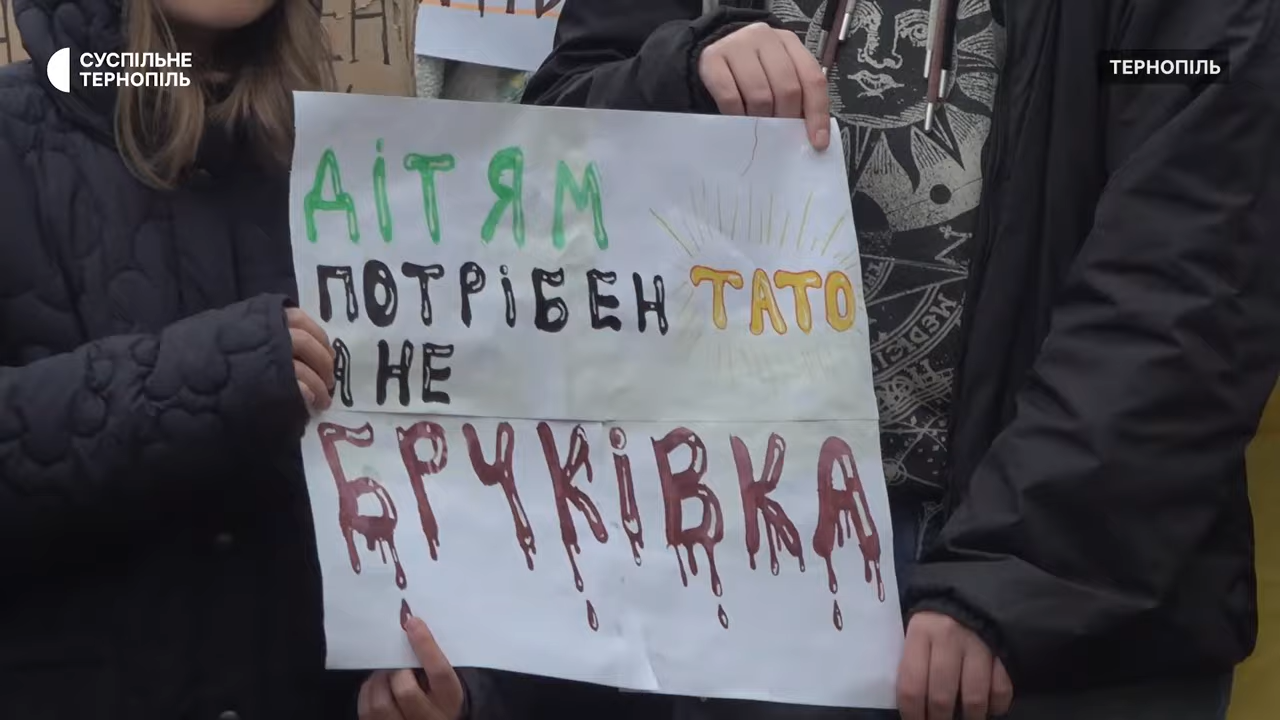 СУСПІЛЬНЕ
ТЕРНОПІЛЬ
ТЕРНОПІЛЬ
ДІТЯМ
ПОТРІБЕН ТАТО
А НЕ
БРУКІВКА